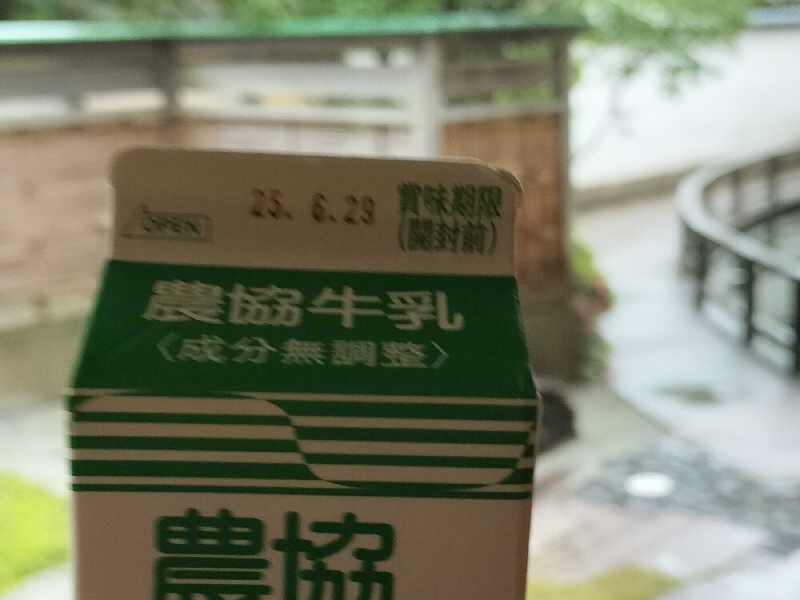 OPEN
25. 6.29
賞味期限
(開封前)
農協牛乳
〈成分無調整〉
農協